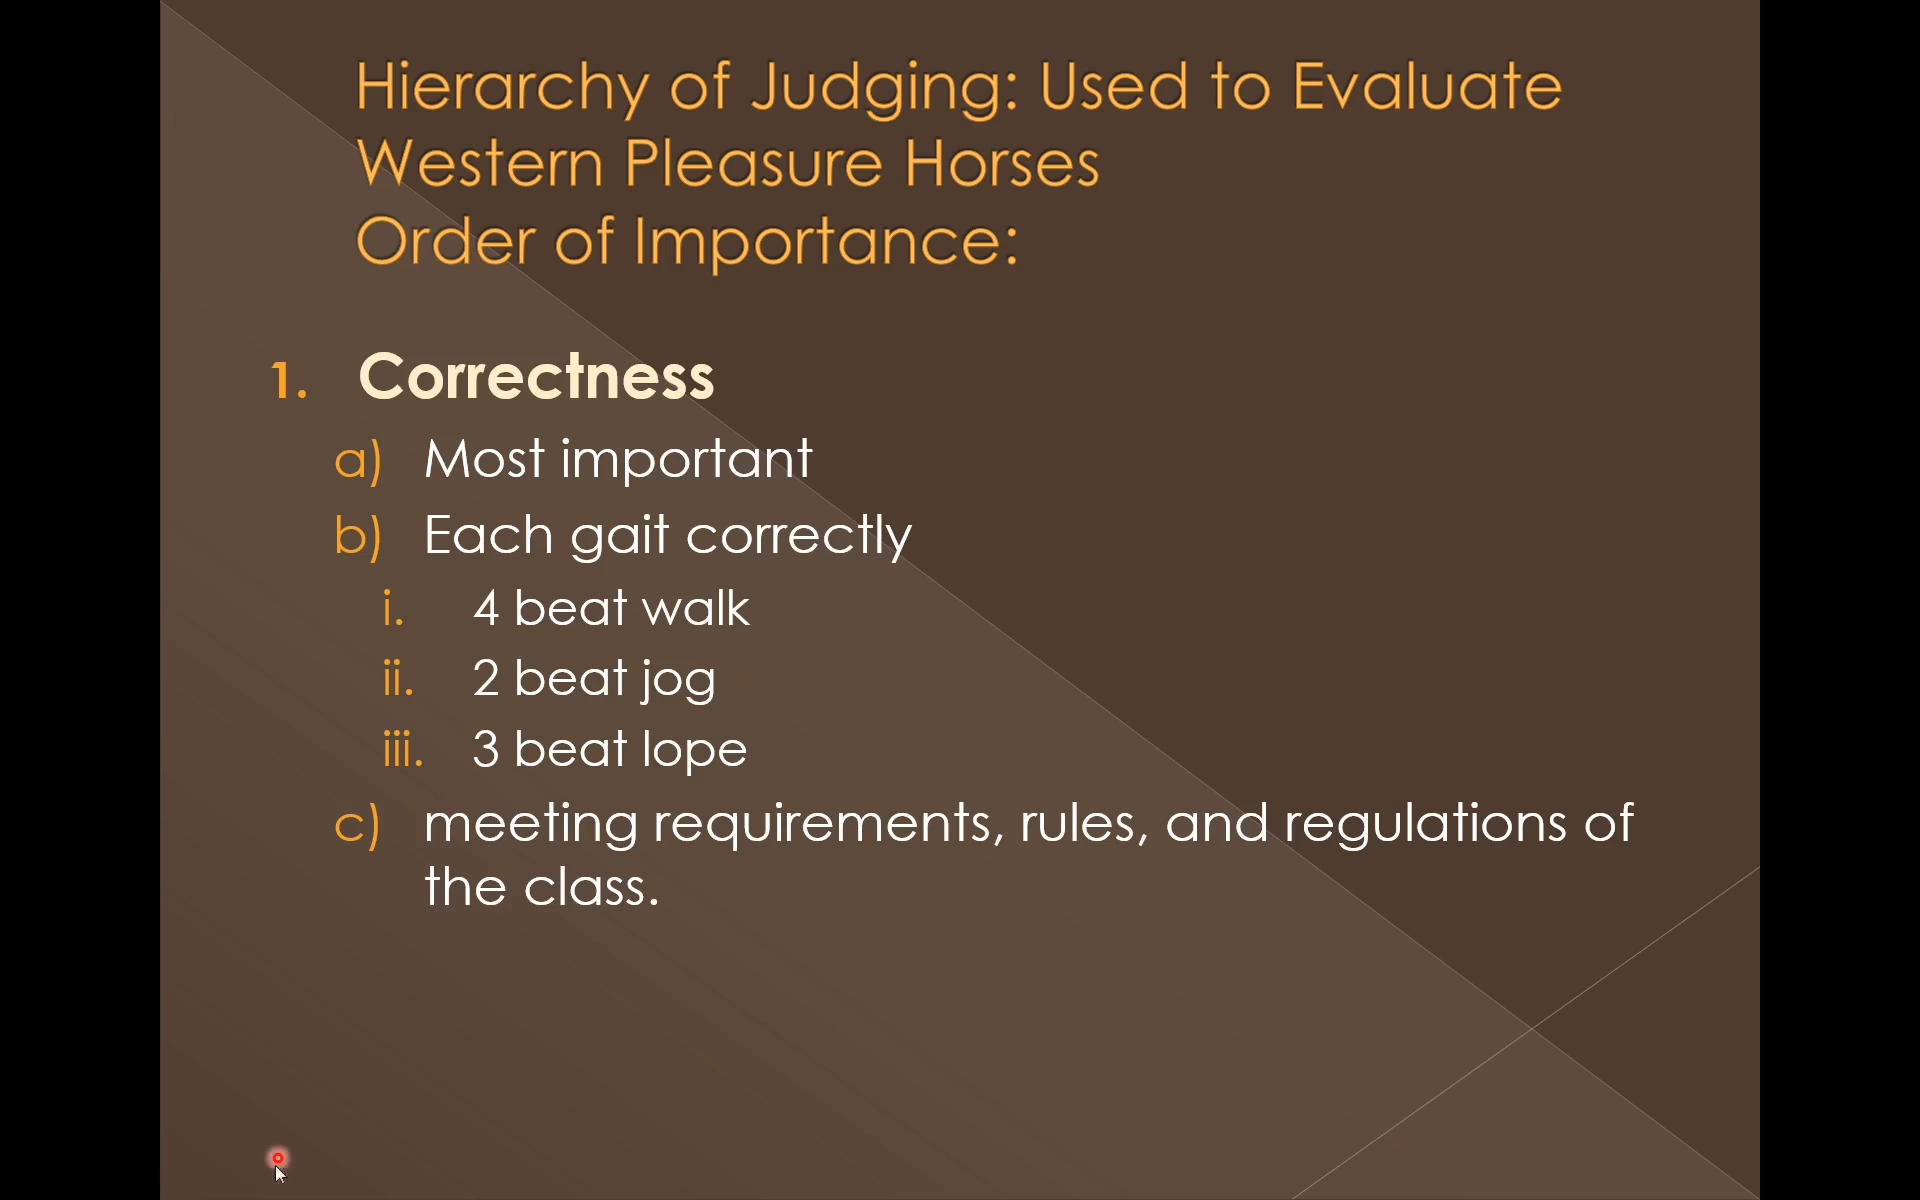 Hierarchy of Judging: Used to Evaluate
Western Pleasure Horses
Order of Importance:
1. Correctness
a) Most important
b) Each gait correctly
i. 4 beat walk
ii. 2 beat jog
iii. 3 beat lope
c) meeting requirements, rules, and regulations of
the class.